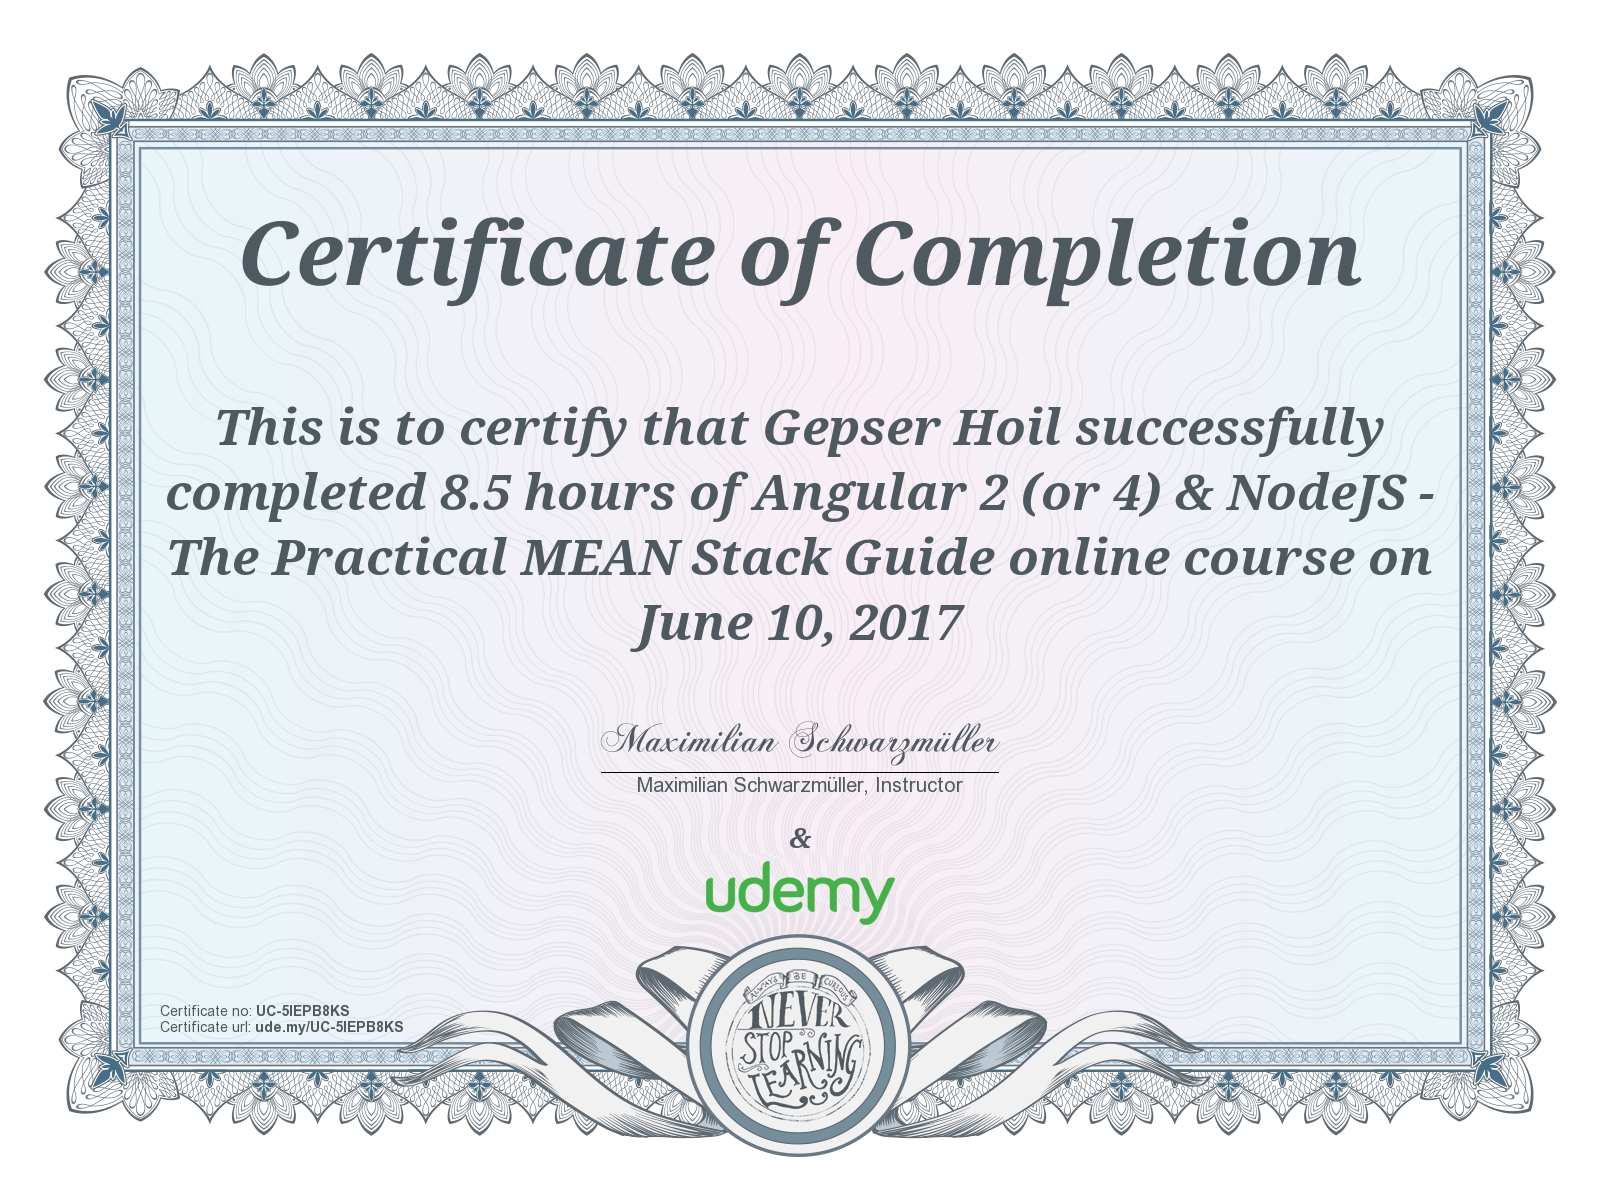 Certificate of Completion
This is to certify that Gepser Hoil successfully
completed 8.5 hours of Angular 2 (or 4) & NodeJS -
The Practical MEAN Stack Guide online course on
June 10, 2017
Maximilian Schwarzmüller
Maximilian Schwarzmüller, Instructor
&
udemy
Certificate no: UC-5IEPB8KS
Certificate url: ude.my/UC-5IEPB8KS
ALWAYS BE CURIOUS
NEVER
STOP
LEARNING